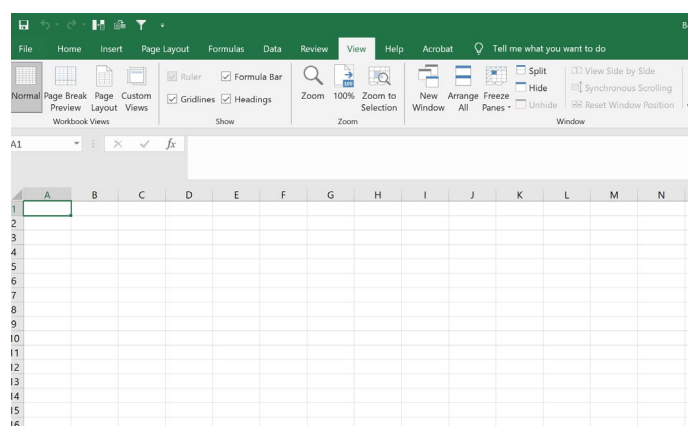 File Home Insert Page Layout Formulas Data Review View Help Acrobat Tell me what you want to do
Ruler Formula Bar
Gridlines Headings
Normal Page Break Preview Page Layout Custom Views
Zoom 100% Zoom to Selection
New Window Arrange All Freeze Panes
Split
Hide
Unhide
View Side by Side
Synchronous Scrolling
Reset Window Position
Workbook Views Show Zoom Window
A1 fx
A B C D E F G H I J K L M N
1
2
3
4
5
6
7
8
9
10
11
12
13
14
15
16